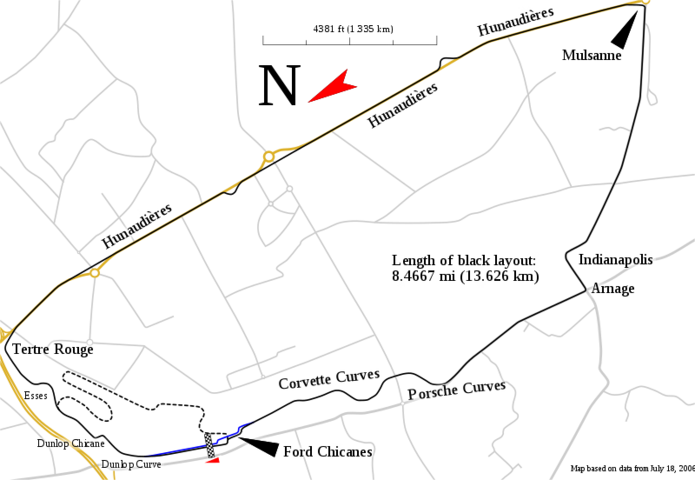 4381 ft (1.335 km)
Hunaudières
Mulsanne
N
Hunaudières
Hunaudières
Length of black layout:
8.4667 mi (13.626 km)
Indianapolis
Arnage
Tertre Rouge
Corvette Curves
Porsche Curves
Esses
Dunlop Chicane
Ford Chicanes
Dunlop Curve
Map based on data from July 18, 2006